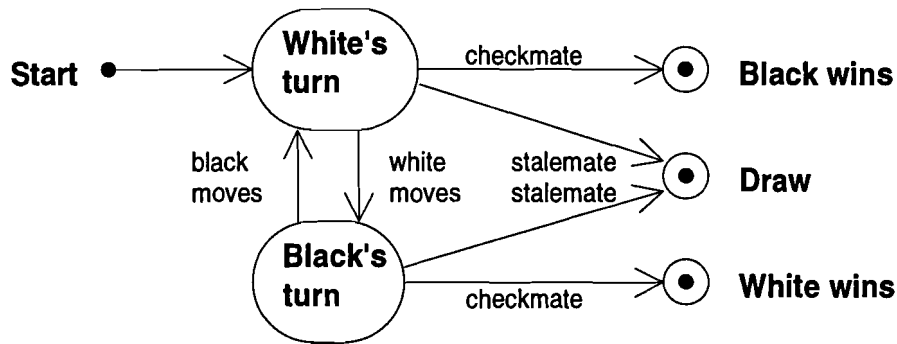 Start
White's
turn
checkmate
Black wins
black
moves
white
moves
stalemate
stalemate
Draw
Black's
turn
checkmate
White wins